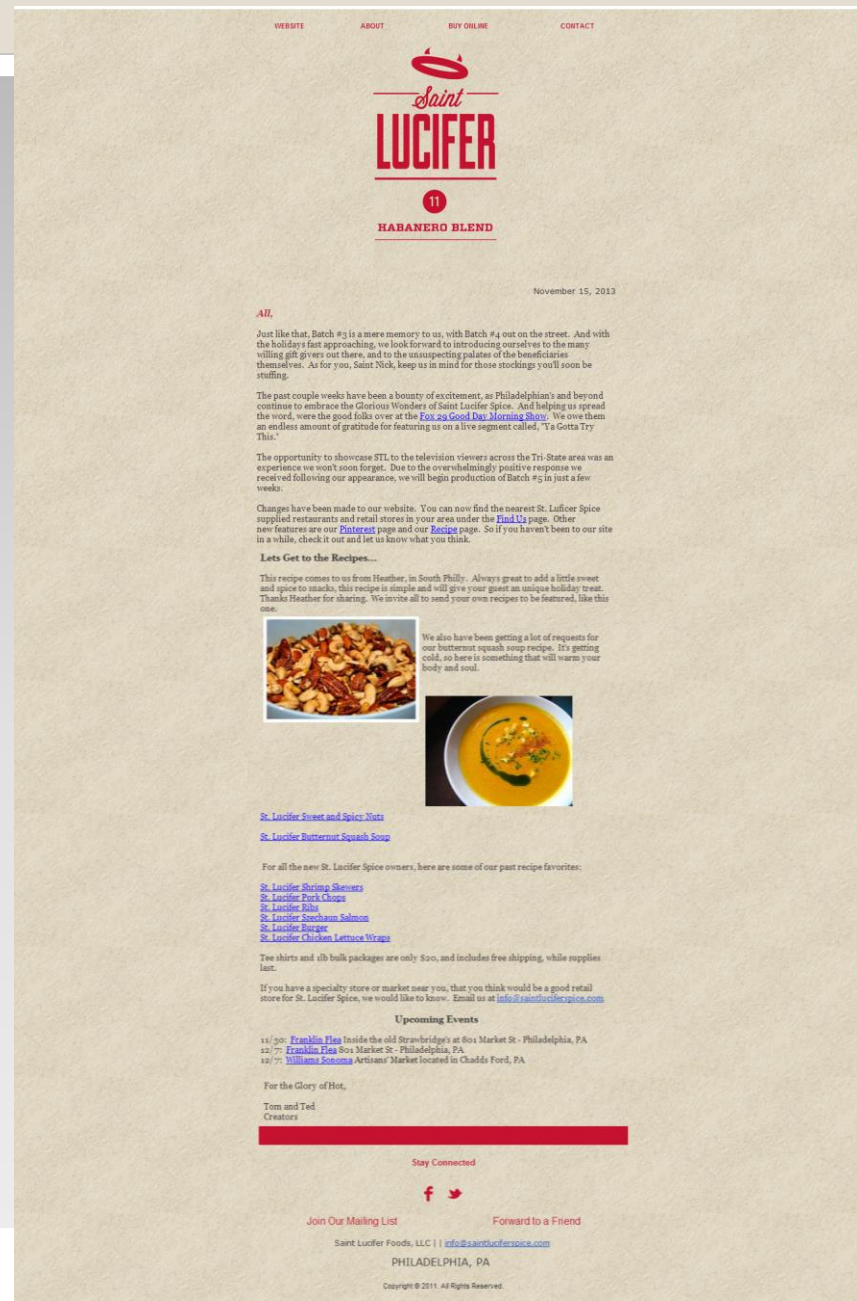 WEBSITE ABOUT BUY ONLINE CONTACT
Saint
LUCIFER
11
HABANERO BLEND
November 15, 2013
All,
Just like that, Batch #3 is a mere memory to us, with Batch #4 out on the street. And with
the holidays fast approaching, we look forward to introducing ourselves to the many
willing gift givers out there, and to the unsuspecting palates of the beneficiaries
themselves. As for you, Saint Nick, keep us in mind for those stockings you'll soon be
stuffing.
The past couple weeks have been a bounty of excitement, as Philadelphian's and beyond
continue to embrace the Glorious Wonders of Saint Lucifer Spice. And helping us spread
the word, were the good folks over at the Fox 29 Good Day Morning Show. We owe them
an endless amount of gratitude for featuring us on a live segment called, "Ya Gotta Try
This."
The opportunity to showcase STL to the television viewers across the Tri-State area was an
experience we won't soon forget. Due to the overwhelmingly positive response we
received following our appearance, we will begin production of Batch #5 in just a few
weeks.
Changes have been made to our website. You can now find the nearest St. Luficer Spice
supplied restaurants and retail stores in your area under the Find Us page. Other
new features are our Pinterest page and our Recipe page. So if you haven't been to our site
in a while, check it out and let us know what you think.
Lets Get to the Recipes...
This recipe comes to us from Heather, in South Philly. Always great to add a little sweet
and spice to snacks, this recipe is simple and will give your guest an unique holiday treat.
Thanks Heather for sharing. We invite all to send your own recipes to be featured, like this
one.
We also have been getting a lot of requests for
our butternut squash soup recipe. It's getting
cold, so here is something that will warm your
body and soul.
St. Lucifer Sweet and Spicy Nuts
St. Lucifer Butternut Squash Soup
For all the new St. Lucifer Spice owners, here are some of our past recipe favorites:
St. Lucifer Shrimp Skewers
St. Lucifer Pork Chops
St. Lucifer Ribs
St. Lucifer Szechaun Salmon
St. Lucifer Burger
St. Lucifer Chicken Lettuce Wraps
Tee shirts and 1lb bulk packages are only $20, and includes free shipping, while supplies
last.
If you have a specialty store or market near you, that you think would be a good retail
store for St. Lucifer Spice, we would like to know. Email us at info@saintluciferspice.com
Upcoming Events
11/30: Franklin Flea Inside the old Strawbridge's at 801 Market St - Philadelphia, PA
12/7: Franklin Flea 801 Market St - Philadelphia, PA
12/7: Williams Sonoma Artisans' Market located in Chadds Ford, PA
For the Glory of Hot,
Tom and Ted
Creators
Stay Connected
Join Our Mailing List Forward to a Friend
Saint Lucifer Foods, LLC | | info@saintluciferspice.com
PHILADELPHIA, PA
Copyright © 2011. All Rights Reserved.